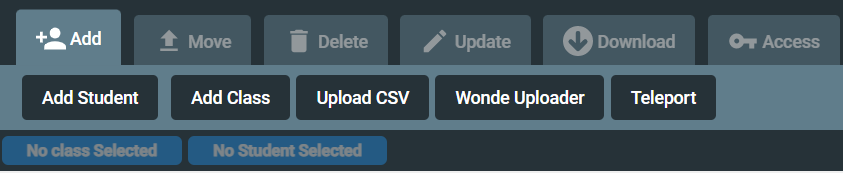 Add Move Delete Update Download Access
Add Student Add Class Upload CSV Wonde Uploader Teleport
No class Selected No Student Selected